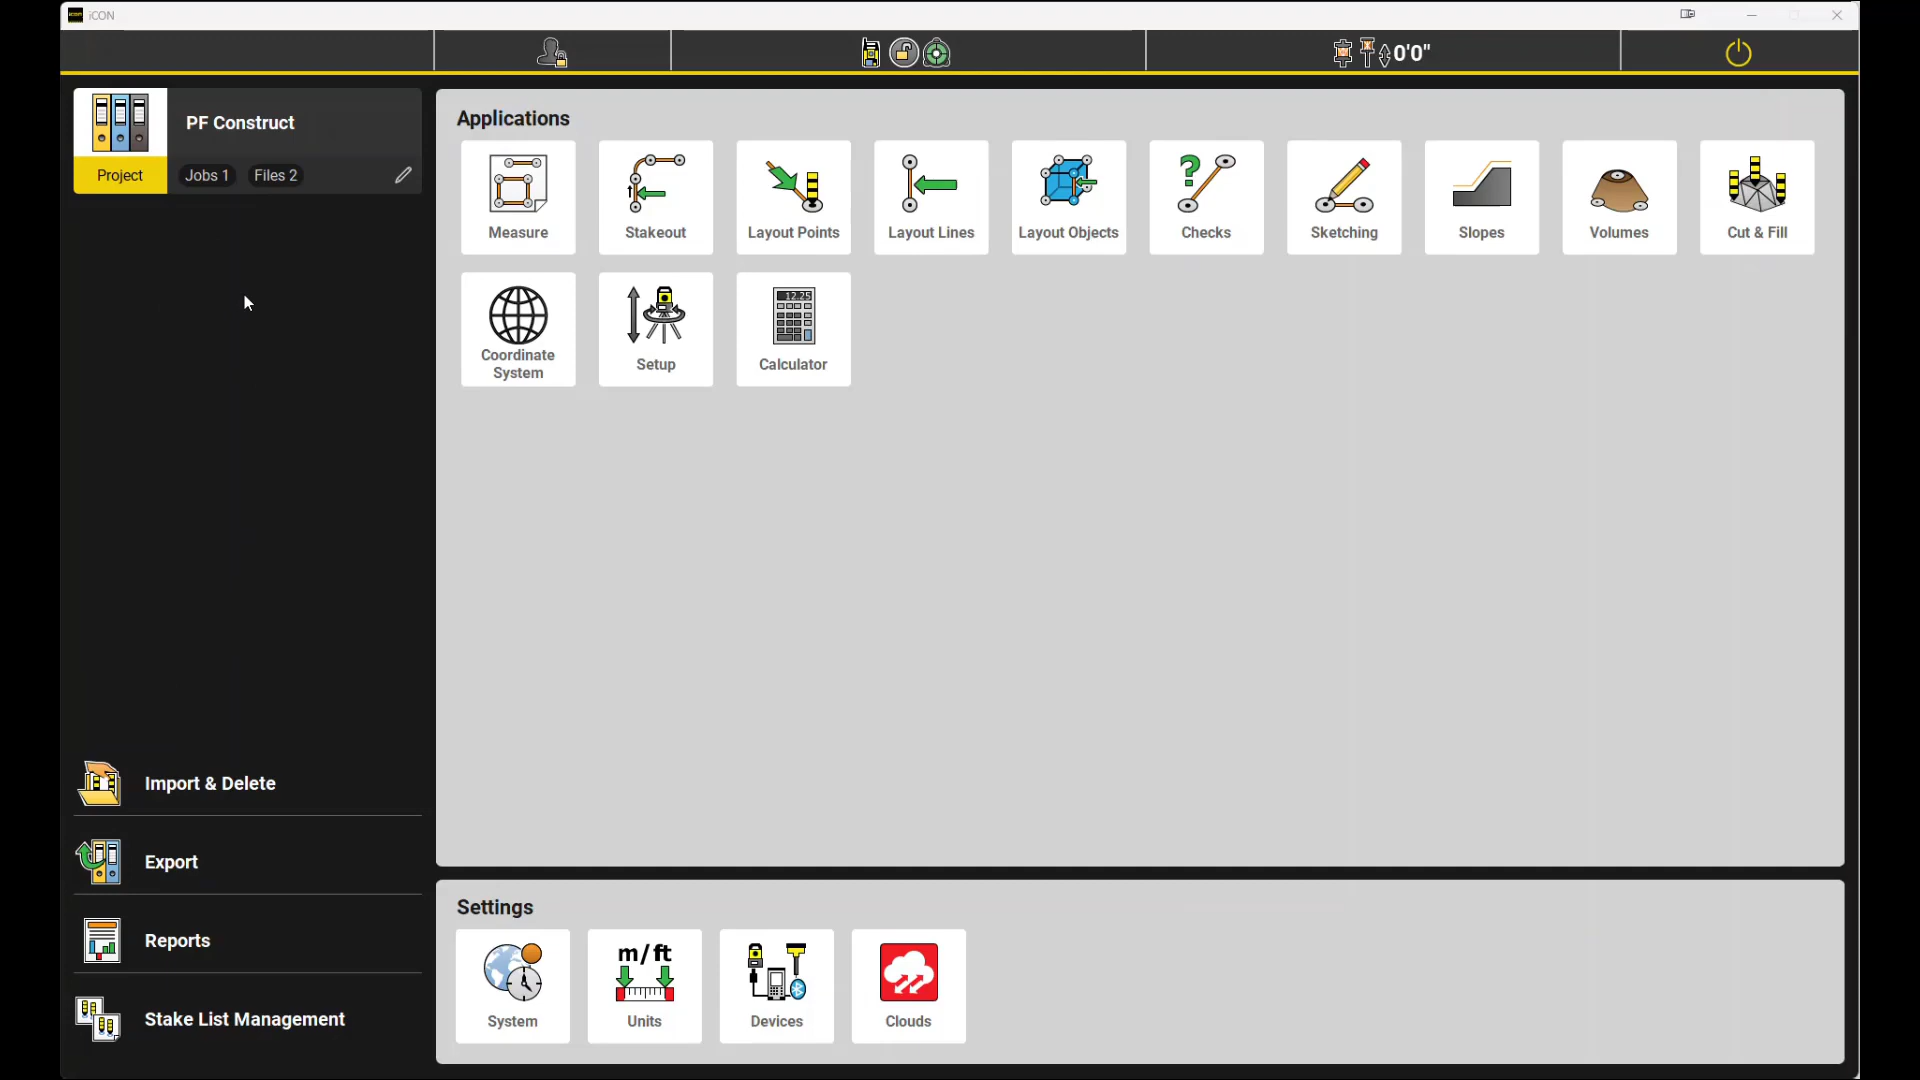 iCON
0'0"
PF Construct
Project
Jobs 1
Files 2
Applications
Measure
Stakeout
Layout Points
Layout Lines
Layout Objects
Checks
Sketching
Slopes
Volumes
Cut & Fill
Coordinate
System
Setup
12.25
Calculator
Import & Delete
Export
Reports
Stake List Management
Settings
System
m/ft
Units
Devices
Clouds